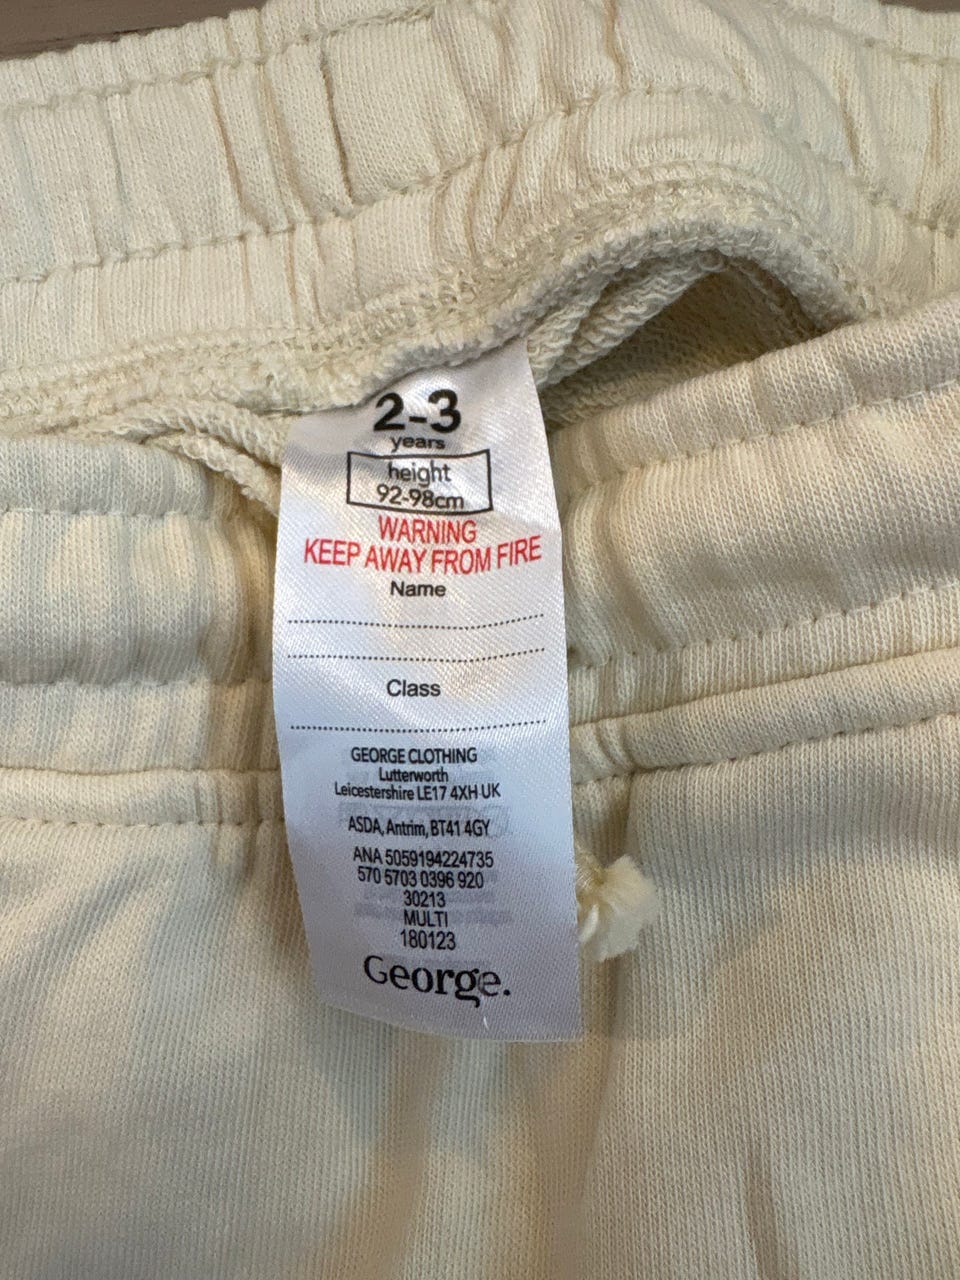 2-3
years
height
92-98cm
WARNING
KEEP AWAY FROM FIRE
Name
Class
GEORGE CLOTHING
Lutterworth
Leicestershire LE17 4XH UK
ASDA, Antrim, BT41 4GY
ANA 5059194224735
570 5703 0396 920
30213
MULTI
180123
George.